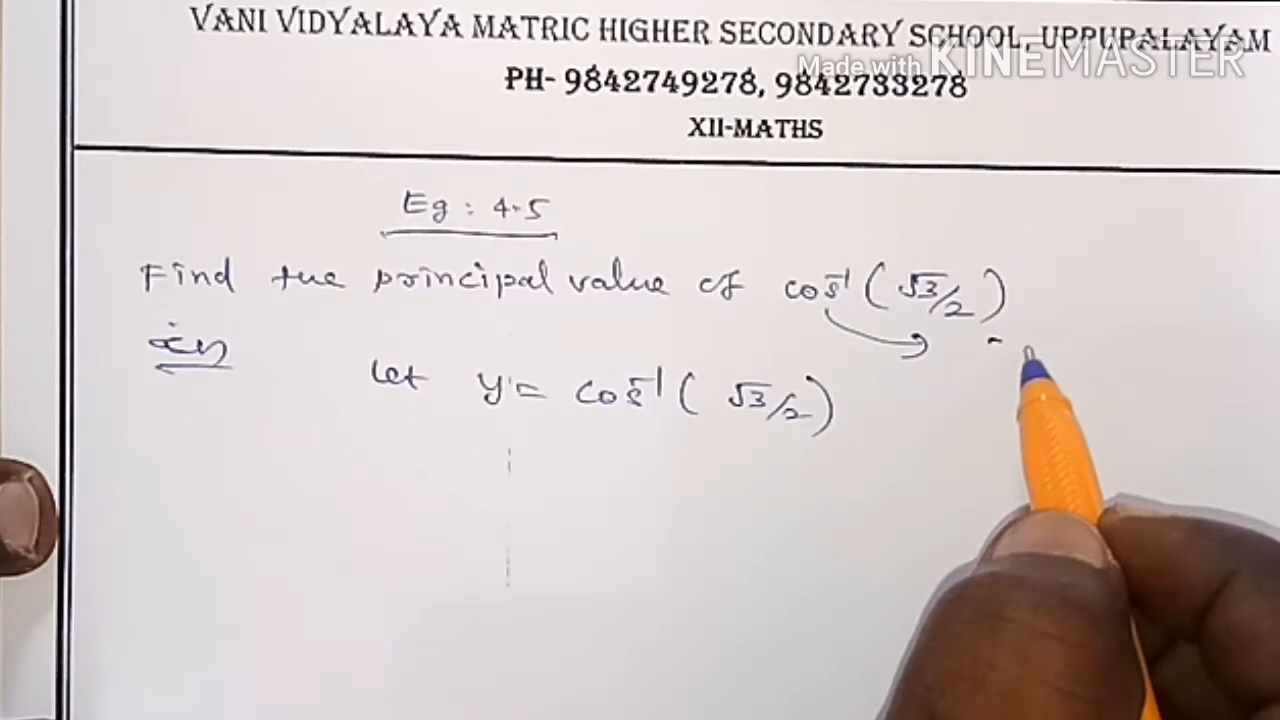 VANI VIDYALAYA MATRIC HIGHER SECONDARY SCHOOL, UPPUPALAYAM
Made with KINEMASTER
PH- 9842749278, 9842733278
XII-MATHS
Eg : 4.5
Find the principal value of cos⁻¹ (√3/2)
Let y = cos⁻¹ (√3/2)